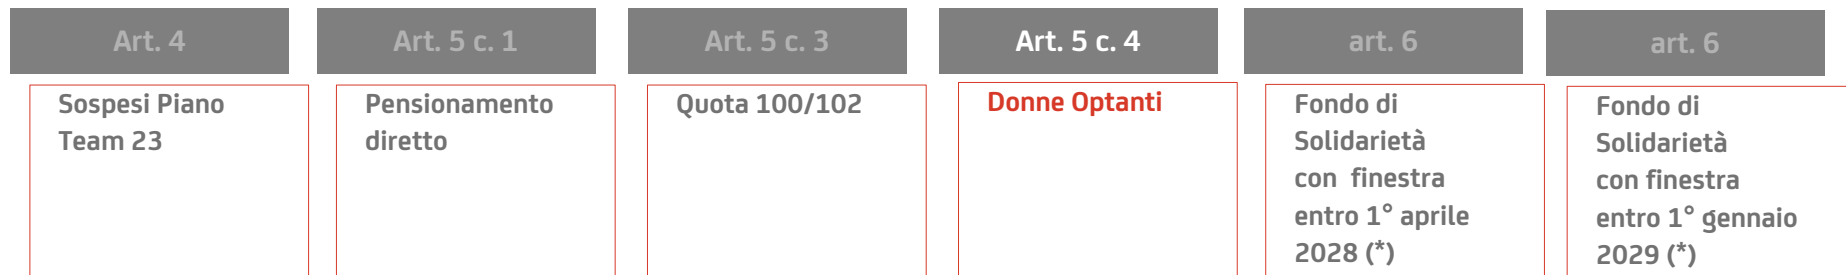 Art. 4
Sospesi Piano
Team 23
Art. 5 c. 1
Pensionamento
diretto
Art. 5 c. 3
Quota 100/102
Art. 5 c. 4
Donne Optanti
art. 6
Fondo di
Solidarietà
con finestra
entro 1° aprile
2028 (*)
art. 6
Fondo di
Solidarietà
con finestra
entro 1° gennaio
2029 (*)